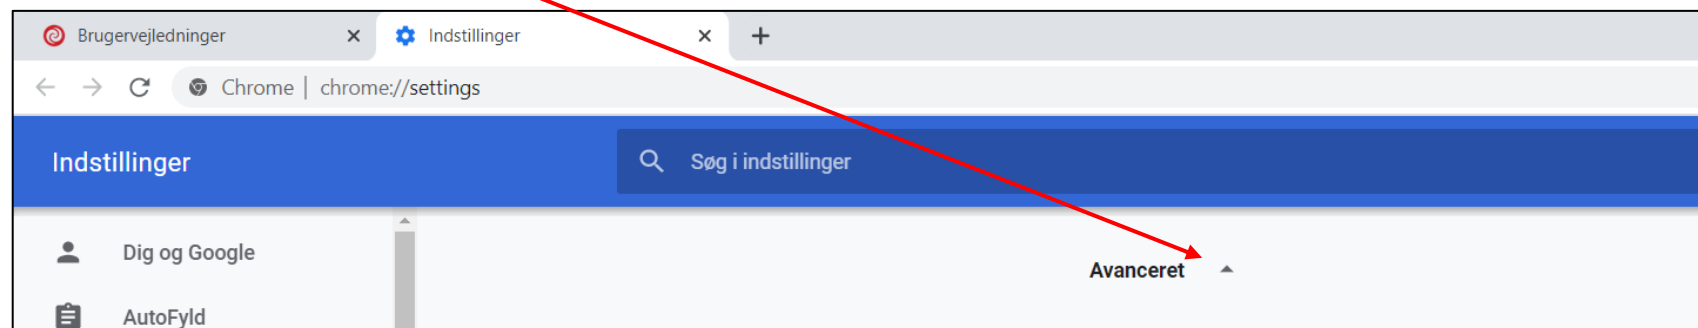 Brugervejledninger
Indstillinger
Chrome | chrome://settings
Indstillinger
Søg i indstillinger
Dig og Google
Avanceret
AutoFyld